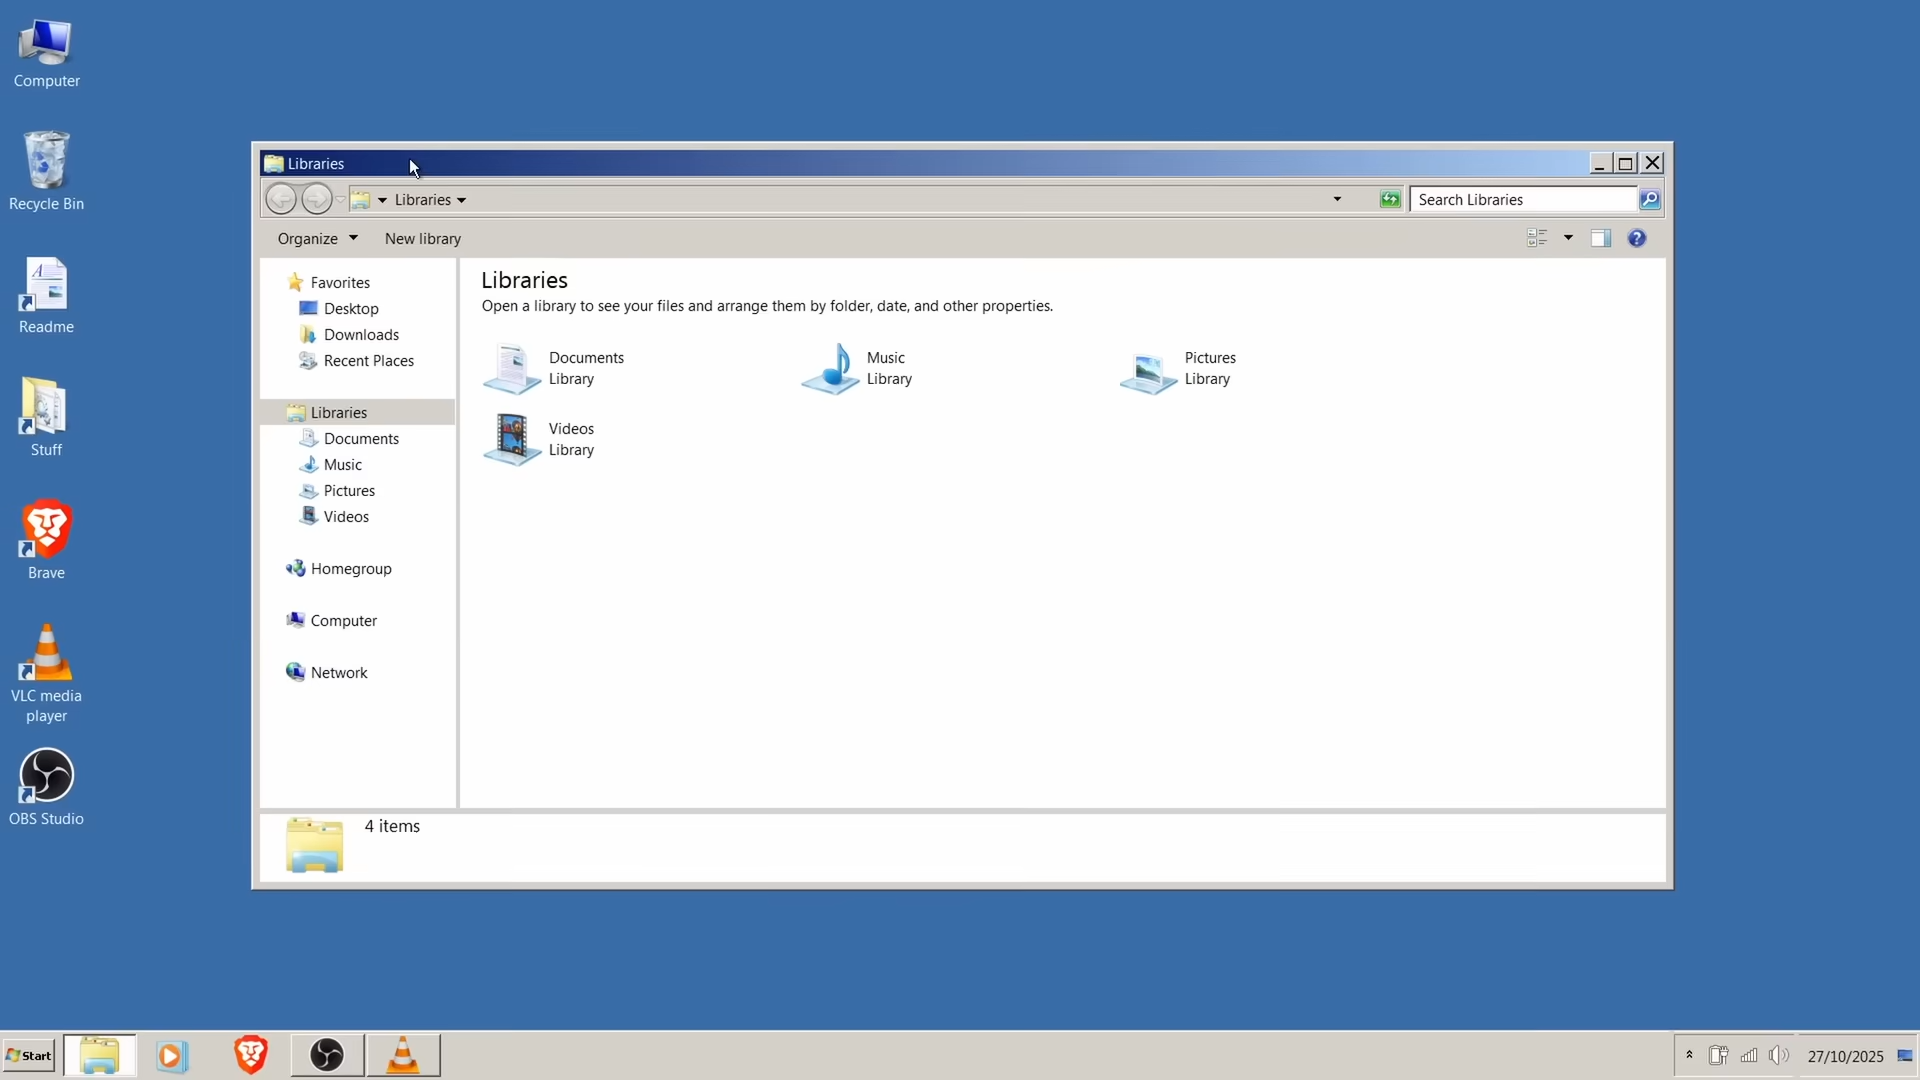 Computer
Recycle Bin
Readme
Stuff
Brave
VLC media
player
OBS Studio
Libraries
Libraries
Search Libraries
Organize
New library
Favorites
Desktop
Downloads
Recent Places
Libraries
Documents
Music
Pictures
Videos
Homegroup
Computer
Network
Libraries
Open a library to see your files and arrange them by folder, date, and other properties.
Documents
Library
Music
Library
Pictures
Library
Videos
Library
4 items
Start
27/10/2025